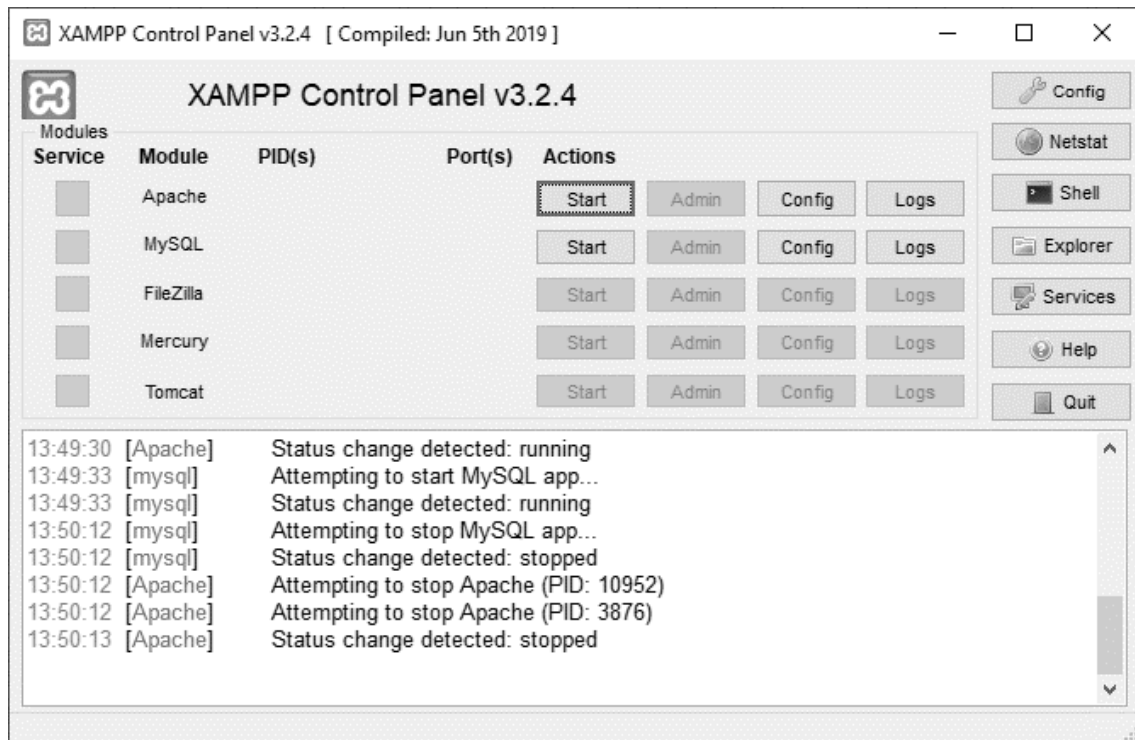 XAMPP Control Panel v3.2.4 [ Compiled: Jun 5th 2019 ]
XAMPP Control Panel v3.2.4
Config
Modules
Netstat
Service Module PID(s) Port(s) Actions
Apache Start Admin Config Logs
Shell
MySQL Start Admin Config Logs
Explorer
FileZilla Start Admin Config Logs
Services
Mercury Start Admin Config Logs
Help
Tomcat Start Admin Config Logs
Quit
13:49:30 [Apache] Status change detected: running
13:49:33 [mysql] Attempting to start MySQL app...
13:49:33 [mysql] Status change detected: running
13:50:12 [mysql] Attempting to stop MySQL app...
13:50:12 [mysql] Status change detected: stopped
13:50:12 [Apache] Attempting to stop Apache (PID: 10952)
13:50:12 [Apache] Attempting to stop Apache (PID: 3876)
13:50:13 [Apache] Status change detected: stopped